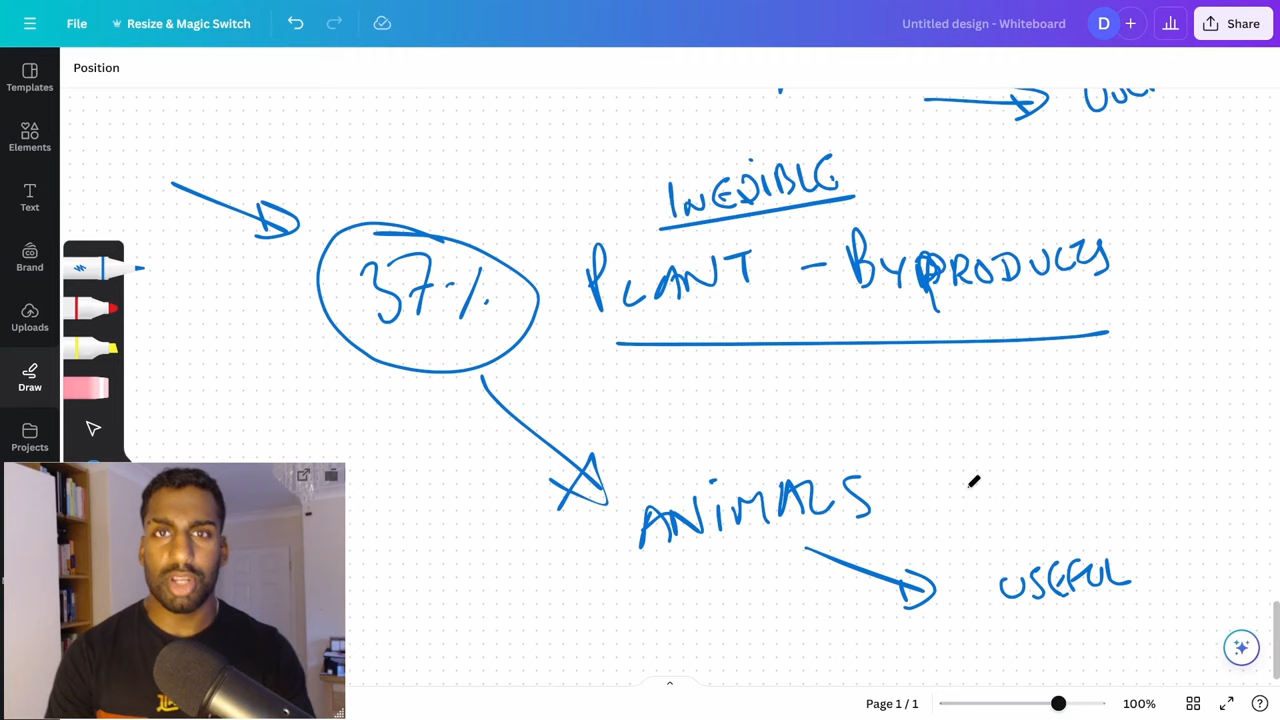 File
Resize & Magic Switch
Untitled design - Whiteboard
D
Share
Position
Templates
Elements
Text
Brand
Uploads
Draw
Projects
INEDIBLE
37%
PLANT - BYPRODUCTS
ANIMALS
USEFUL
Page 1 / 1
100%